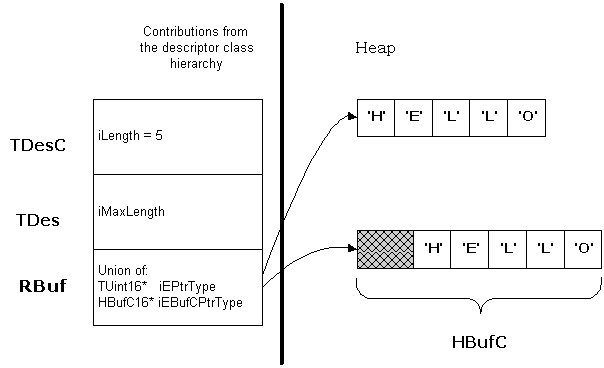 Contributions from
the descriptor class
hierarchy
Heap
TDesC
iLength = 5
'H' 'E' 'L' 'L' 'O'
TDes
iMaxLength
RBuf
Union of:
TUint16* iEPtrType
HBufC16* iEBufCPtrType
'H' 'E' 'L' 'L' 'O'
HBufC